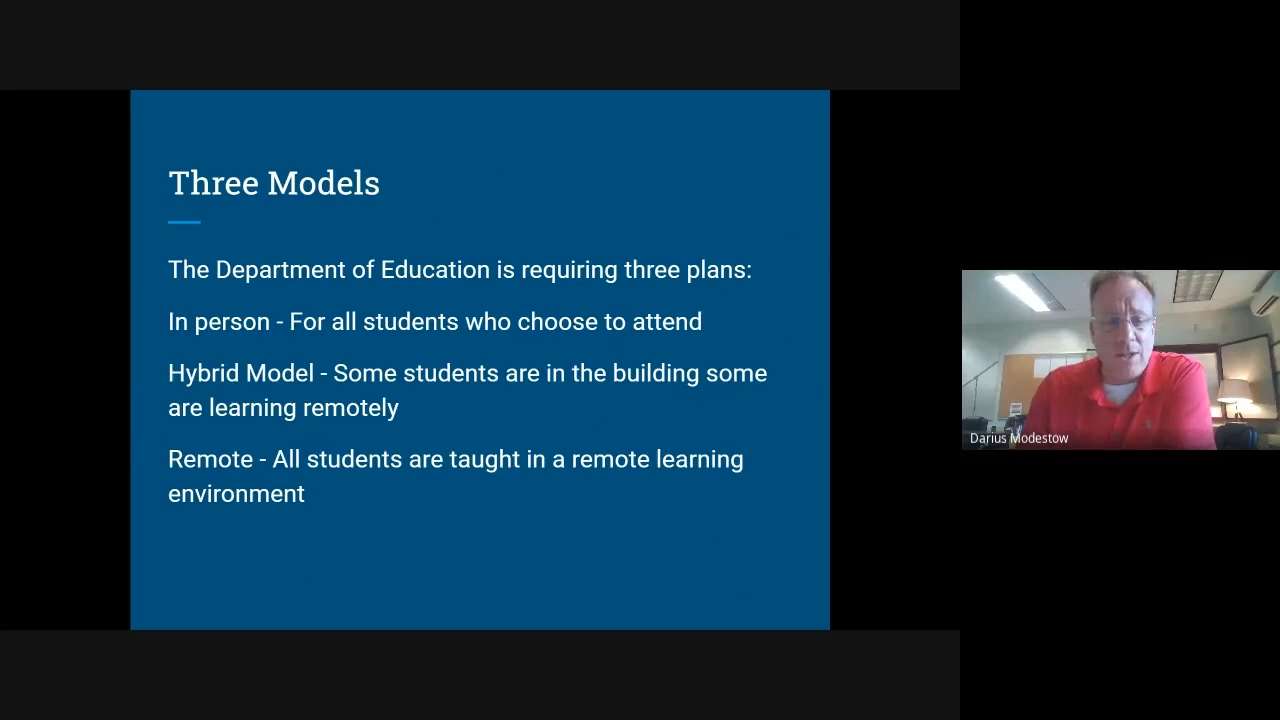 Three Models
The Department of Education is requiring three plans:
In person - For all students who choose to attend
Hybrid Model - Some students are in the building some
are learning remotely
Remote - All students are taught in a remote learning
environment
Darius Modestow